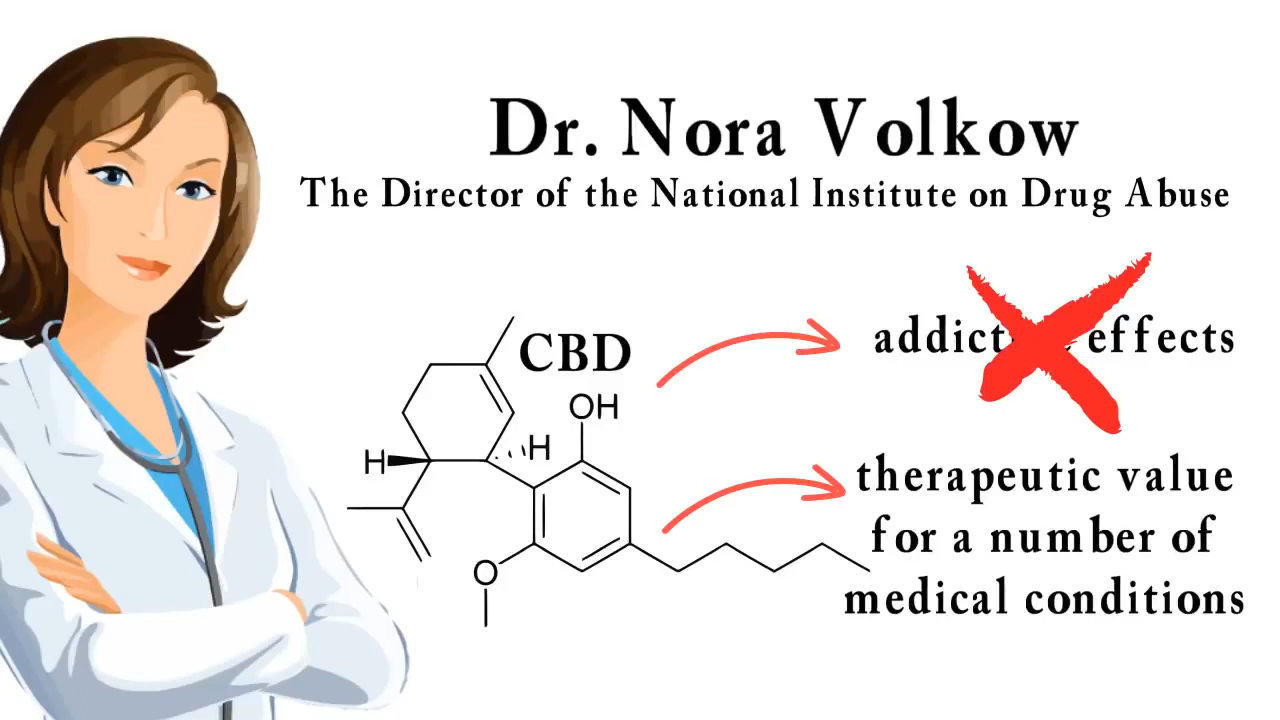 Dr. Nora Volkow
The Director of the National Institute on Drug Abuse
CBD
addictive effects
OH
H
H
therapeutic value
for a number of
medical conditions
O